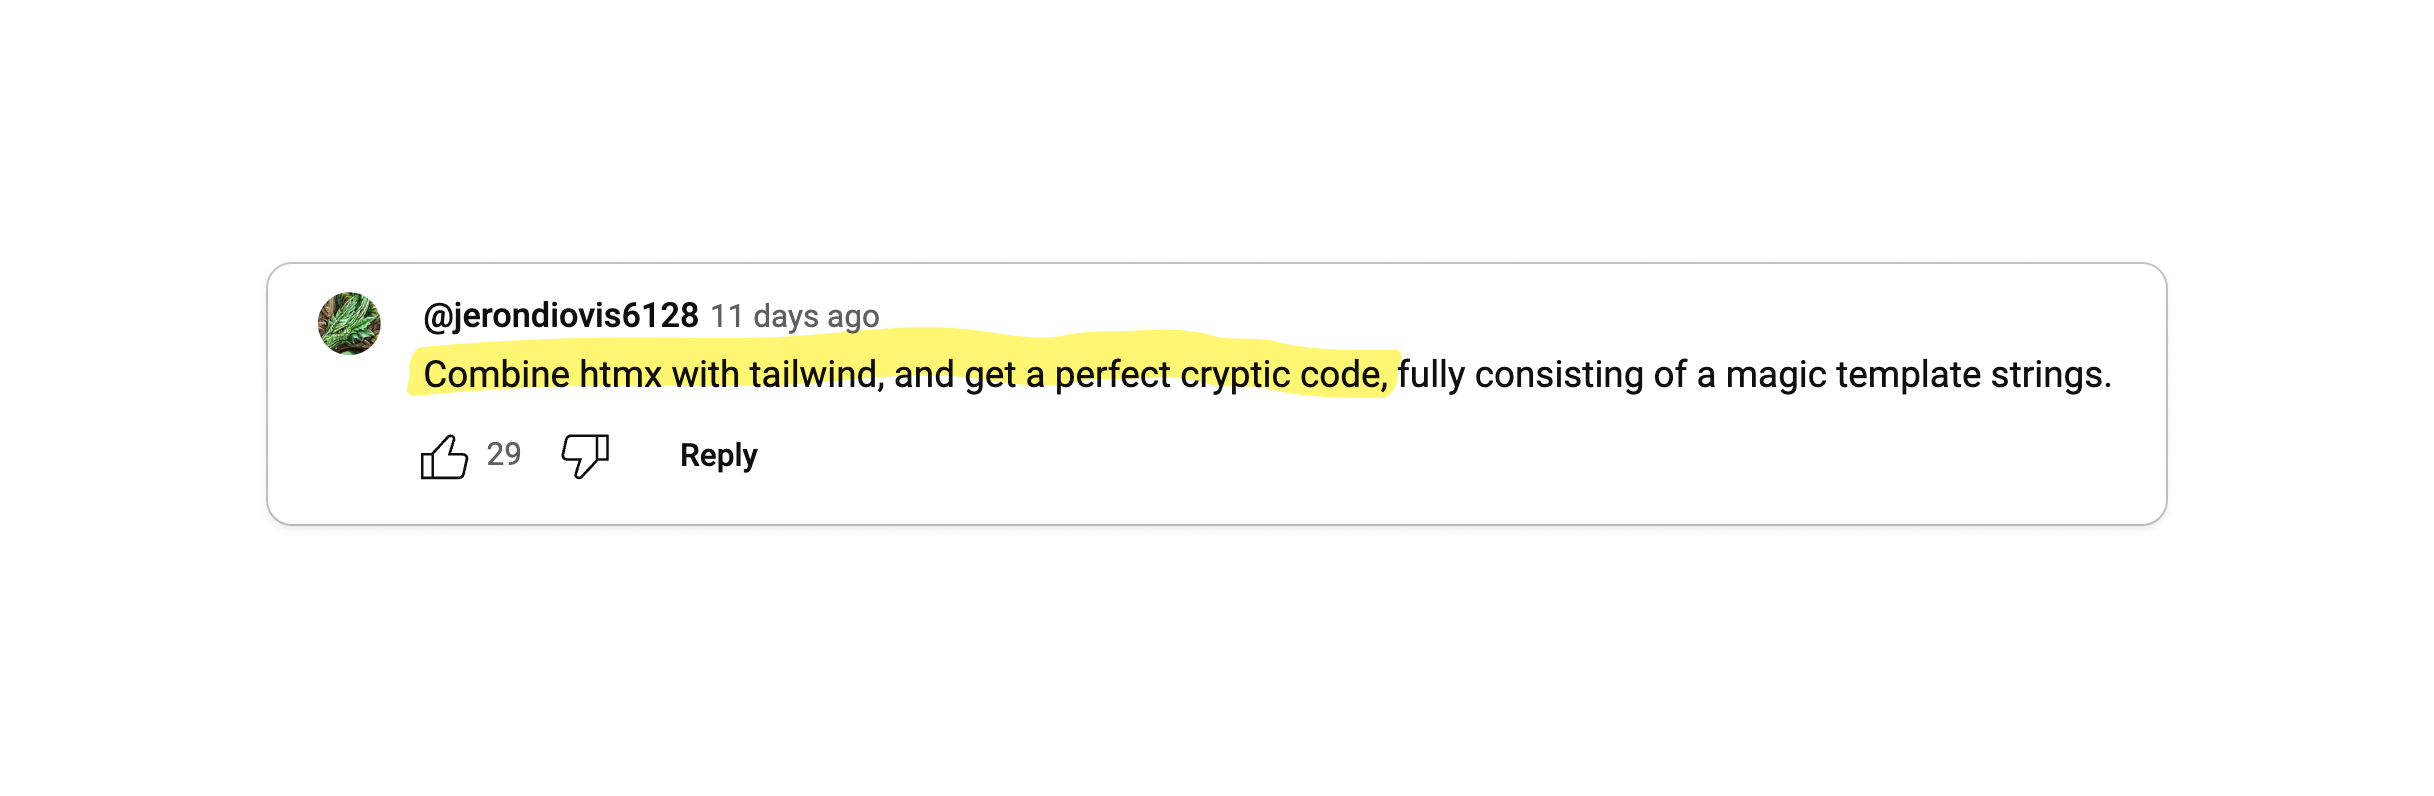 @jerondiovis6128 11 days ago
Combine htmx with tailwind, and get a perfect cryptic code, fully consisting of a magic template strings.
29 Reply